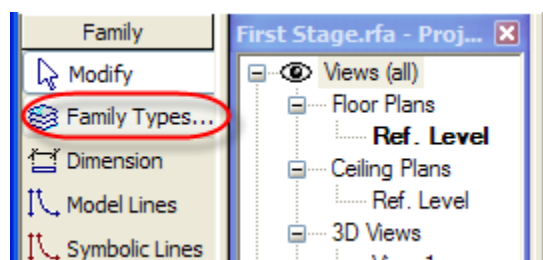 Family
Modify
Family Types...
Dimension
Model Lines
Symbolic Lines
First Stage.rfa - Proj...
Views (all)
Floor Plans
Ref. Level
Ceiling Plans
Ref. Level
3D Views